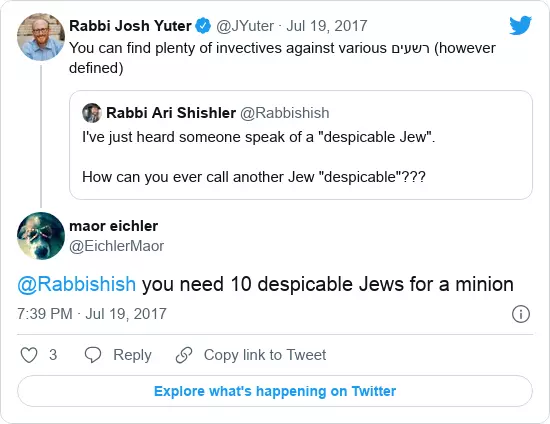 Rabbi Josh Yuter @JYuter · Jul 19, 2017
You can find plenty of invectives against various רשעים (however
defined)
Rabbi Ari Shishler @Rabbishish
I've just heard someone speak of a "despicable Jew".
How can you ever call another Jew "despicable"???
maor eichler
@EichlerMaor
@Rabbishish you need 10 despicable Jews for a minion
7:39 PM · Jul 19, 2017
3 Reply Copy link to Tweet
Explore what's happening on Twitter